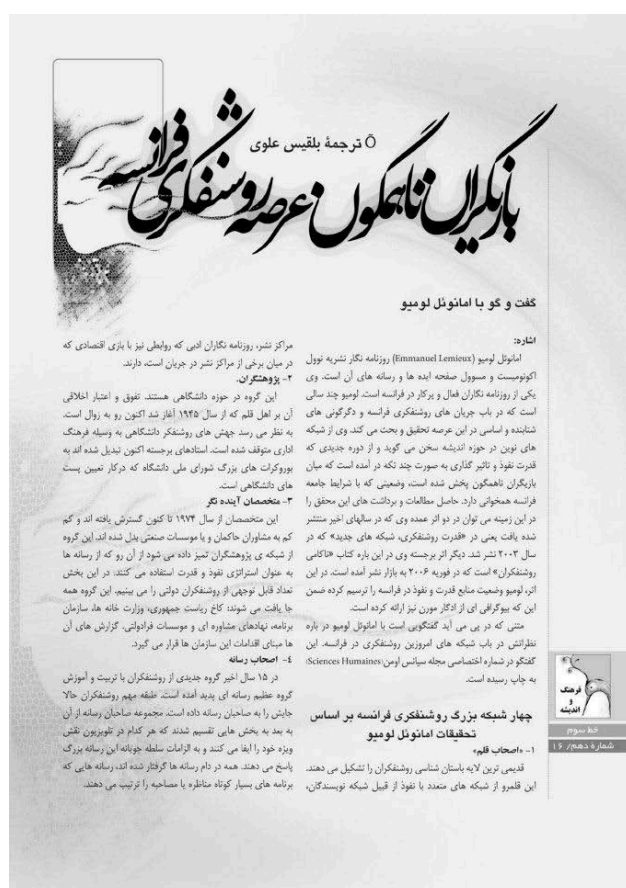 بازیگران ناهمگون عرصه روشنفکری فرانسه
ترجمهٔ بلقیس علوی
گفت و گو با امانوئل لومیو
اشاره:
امانوئل لومیو (Emmanuel Lemieux) روزنامه نگار نشریه نوول
اکونومیست و مسوول صفحه ایده ها و رسانه های آن است. وی
یکی از روزنامه نگاران فعال و پرکار در فرانسه است. لومیو چند سالی
است که در باب جریان های روشنفکری فرانسه و دگرگونی های
شتابنده و اساسی در این عرصه تحقیق و بحث می کند. وی از شبکه
های نوین در حوزه اندیشه سخن می گوید و از دوره جدیدی که
قدرت نفوذ و تاثیر گذاری به صورت چند تکه در آمده است که میان
بازیگران ناهمگون پخش شده است، وضعیتی که با شرایط جامعه
فرانسه همخوانی دارد. حاصل مطالعات و برداشت های این محقق را
در این زمینه می توان در دو اثر عمده وی که در سالهای اخیر منتشر
شده یافت یعنی در «قدرت روشنفکری، شبکه های جدید» که در
سال ۲۰۰۳ نشر شد. دیگر اثر برجسته وی در این باره کتاب «ناکامی
روشنفکران» است که در فوریه ۲۰۰۶ به بازار نشر آمده است. در این
اثر، لومیو وضعیت منابع قدرت و نفوذ در فرانسه را ترسیم کرده ضمن
این که بیوگرافی ای از ادگار مورن نیز ارائه کرده است.
متنی که در پی می آید گفتگویی است با امانوئل لومیو در باره
نظراتش در باب شبکه های امروزین روشنفکری در فرانسه. این
گفتگو در شماره اختصاصی مجله سیانس اومن (Sciences Humaines)
به چاپ رسیده است.
چهار شبکه بزرگ روشنفکری فرانسه بر اساس
تحقیقات امانوئل لومیو
۱- «اصحاب قلم»
قدیمی ترین لایه باستان شناسی روشنفکران را تشکیل می دهند.
این قلمرو از شبکه های متعدد با نفوذ از قبیل شبکه نویسندگان،
مراکز نشر، روزنامه نگاران ادبی که روابطی نیز با بازی اقتصادی که
در میان برخی از مراکز نشر در جریان است، دارند.
۲- پژوهشگران.
این گروه در حوزه دانشگاهی هستند. تفوق و اعتبار اخلاقی
آن بر اهل قلم که از سال ۱۹۴۵ آغاز شد اکنون رو به زوال است.
به نظر می رسد جهش های روشنفکر دانشگاهی به وسیله فرهنگ
اداری متوقف شده است. استادهای برجسته اکنون تبدیل شده اند به
بوروکرات های بزرگ شورای ملی دانشگاه که درکار تعیین پست
های دانشگاهی است.
۳- متخصصان آینده نگر
این متخصصان از سال ۱۹۷۴ تا کنون گسترش یافته اند و کم
کم به مشاوران حاکمان و یا موسسات صنعتی بدل شده اند. این گروه
از شبکه ی پژوهشگران تمیز داده می شود از آن رو که از رسانه ها
به عنوان استراتژی نفوذ و قدرت استفاده می کنند. در این بخش
تعداد قابل توجهی از روشنفکران دولتی را می بینیم. این گروه همه
جا یافت می شوند: کاخ ریاست جمهوری، وزارت خانه ها، سازمان
برنامه، نهادهای مشاوره ای و موسسات فرادولتی. گزارش های آن
ها مبنای اقدامات این سازمان ها قرار می گیرد.
۴- اصحاب رسانه
در ۱۵ سال اخیر گروه جدیدی از روشنفکران با تربیت و آموزش
گروه عظیم رسانه ای پدید آمده است. طبقه مهم روشنفکران حالا
جایش را به صاحبان رسانه داده است. مجموعه صاحبان رسانه از آن
به بعد به بخش هایی تقسیم شدند که هر کدام در تلویزیون نقش
ویژه خود را ایفا می کنند و به الزامات سلطه جویانه این رسانه بزرگ
پاسخ می دهند. همه در دام رسانه ها گرفتار شده اند، رسانه هایی که
برنامه های بسیار کوتاه مناظره یا مصاحبه را ترتیب می دهند.
فرهنگ
و
اندیشه
خط سوم
شمارهٔ دهم/ ۱۶